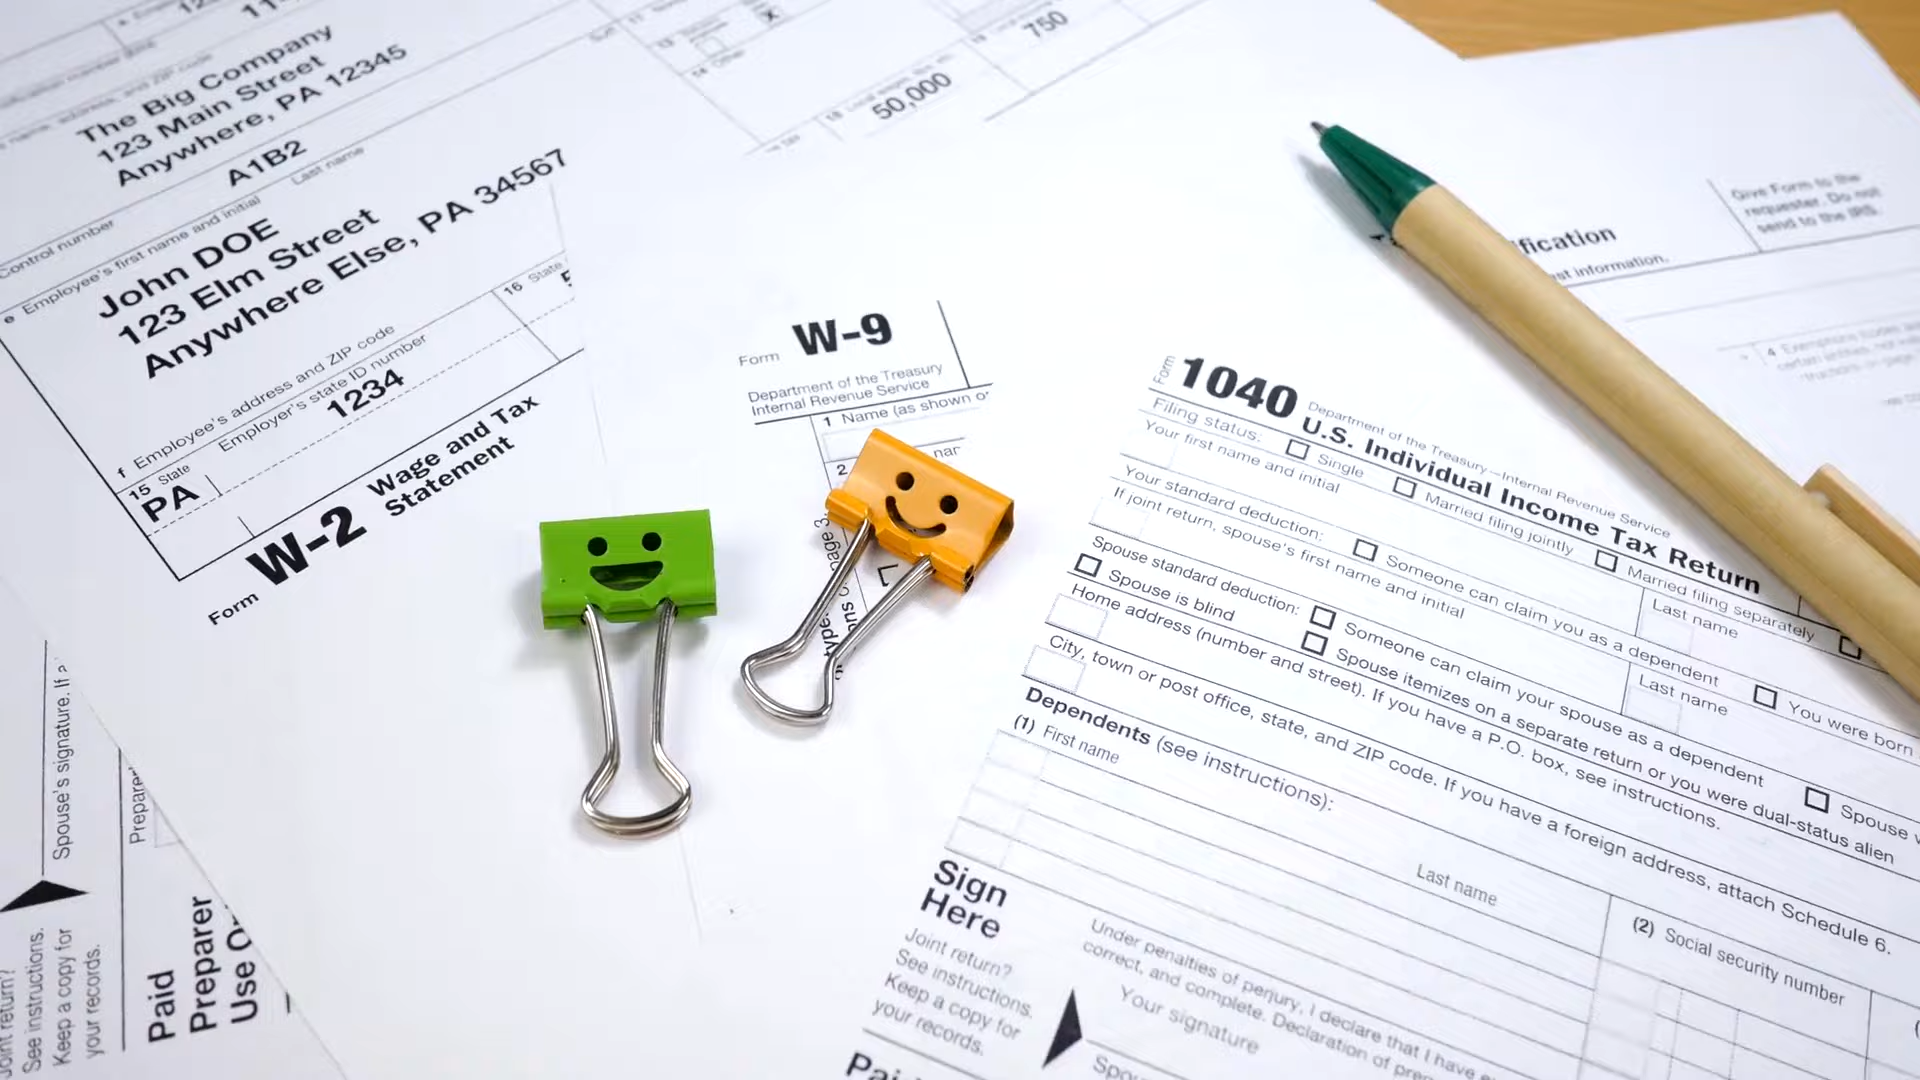 The Big Company
123 Main Street
Anywhere, PA 12345
A1B2
Control number
e Employee's first name and initial
Last name
John DOE
123 Elm Street
Anywhere Else, PA 34567
f Employee's address and ZIP code
15 State
Employer's state ID number
16 State
PA
1234
Form W-2 Wage and Tax
Statement
14 Other
50,000
750
Form W-9
Department of the Treasury
Internal Revenue Service
1 Name (as shown o
2
Give Form to the
requester. Do not
send to the IRS.
Form 1040 Department of the Treasury—Internal Revenue Service
U.S. Individual Income Tax Return
Filing status:
Single
Married filing jointly
Married filing separately
Your first name and initial
Last name
Your standard deduction:
Someone can claim you as a dependent
You were born
If joint return, spouse's first name and initial
Last name
Spouse standard deduction:
Someone can claim your spouse as a dependent
Spouse is blind
Spouse itemizes on a separate return or you were dual-status alien
Home address (number and street). If you have a P.O. box, see instructions.
City, town or post office, state, and ZIP code. If you have a foreign address, attach Schedule 6.
Dependents (see instructions):
(1) First name
Last name
(2) Social security number
Sign
Here
Joint return?
See instructions.
Keep a copy for
your records.
Under penalties of perjury, I declare that I have
correct, and complete. Declaration of
Your signature
Spouse's signature. If
See instructions.
Keep a copy for
your records.
Paid
Preparer
Use